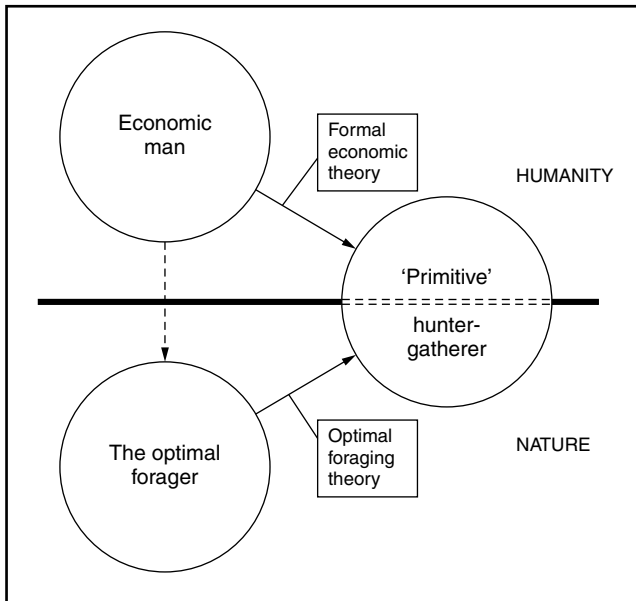 Economic
man
Formal
economic
theory
HUMANITY
'Primitive'
hunter-
gatherer
The optimal
forager
Optimal
foraging
theory
NATURE